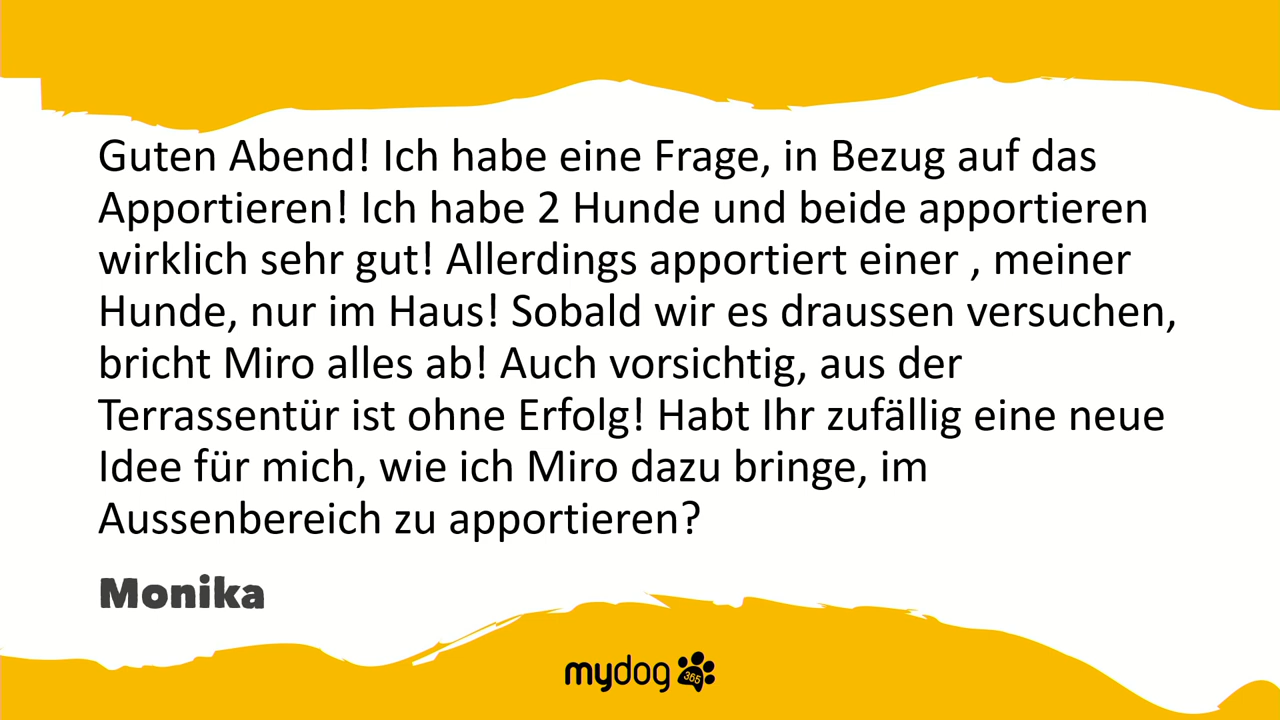 Guten Abend! Ich habe eine Frage, in Bezug auf das
Apportieren! Ich habe 2 Hunde und beide apportieren
wirklich sehr gut! Allerdings apportiert einer , meiner
Hunde, nur im Haus! Sobald wir es draussen versuchen,
bricht Miro alles ab! Auch vorsichtig, aus der
Terrassentür ist ohne Erfolg! Habt Ihr zufällig eine neue
Idee für mich, wie ich Miro dazu bringe, im
Aussenbereich zu apportieren?
Monika
mydog 365